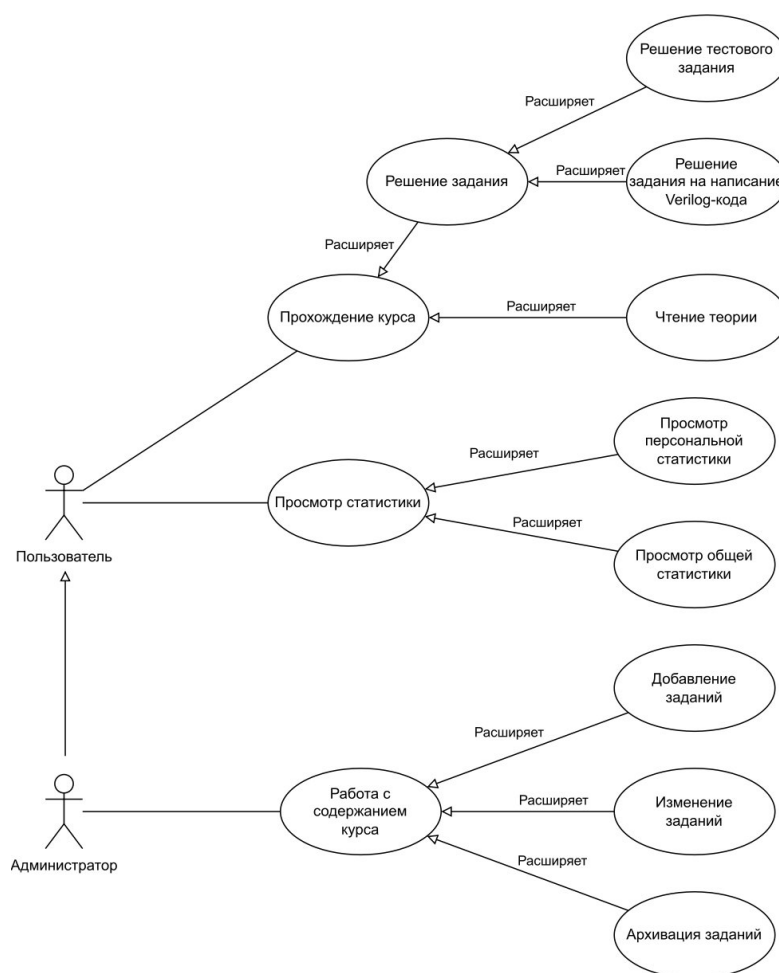 Решение тестового
задания
Расширяет
Решение задания
Расширяет
Решение
задания на написание
Verilog-кода
Расширяет
Прохождение курса
Расширяет
Чтение теории
Просмотр
персональной
статистики
Расширяет
Просмотр статистики
Расширяет
Просмотр общей
статистики
Пользователь
Добавление
заданий
Расширяет
Работа с
содержанием
курса
Расширяет
Изменение
заданий
Администратор
Расширяет
Архивация заданий